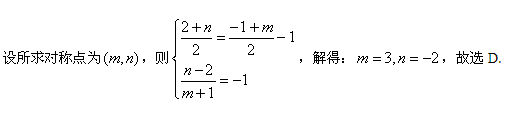 设所求对称点为(m,n)，则{(2+n)/2=(-1+m)/2-1, (n-2)/(m+1)=-1，解得：m=3,n=-2，故选 D.